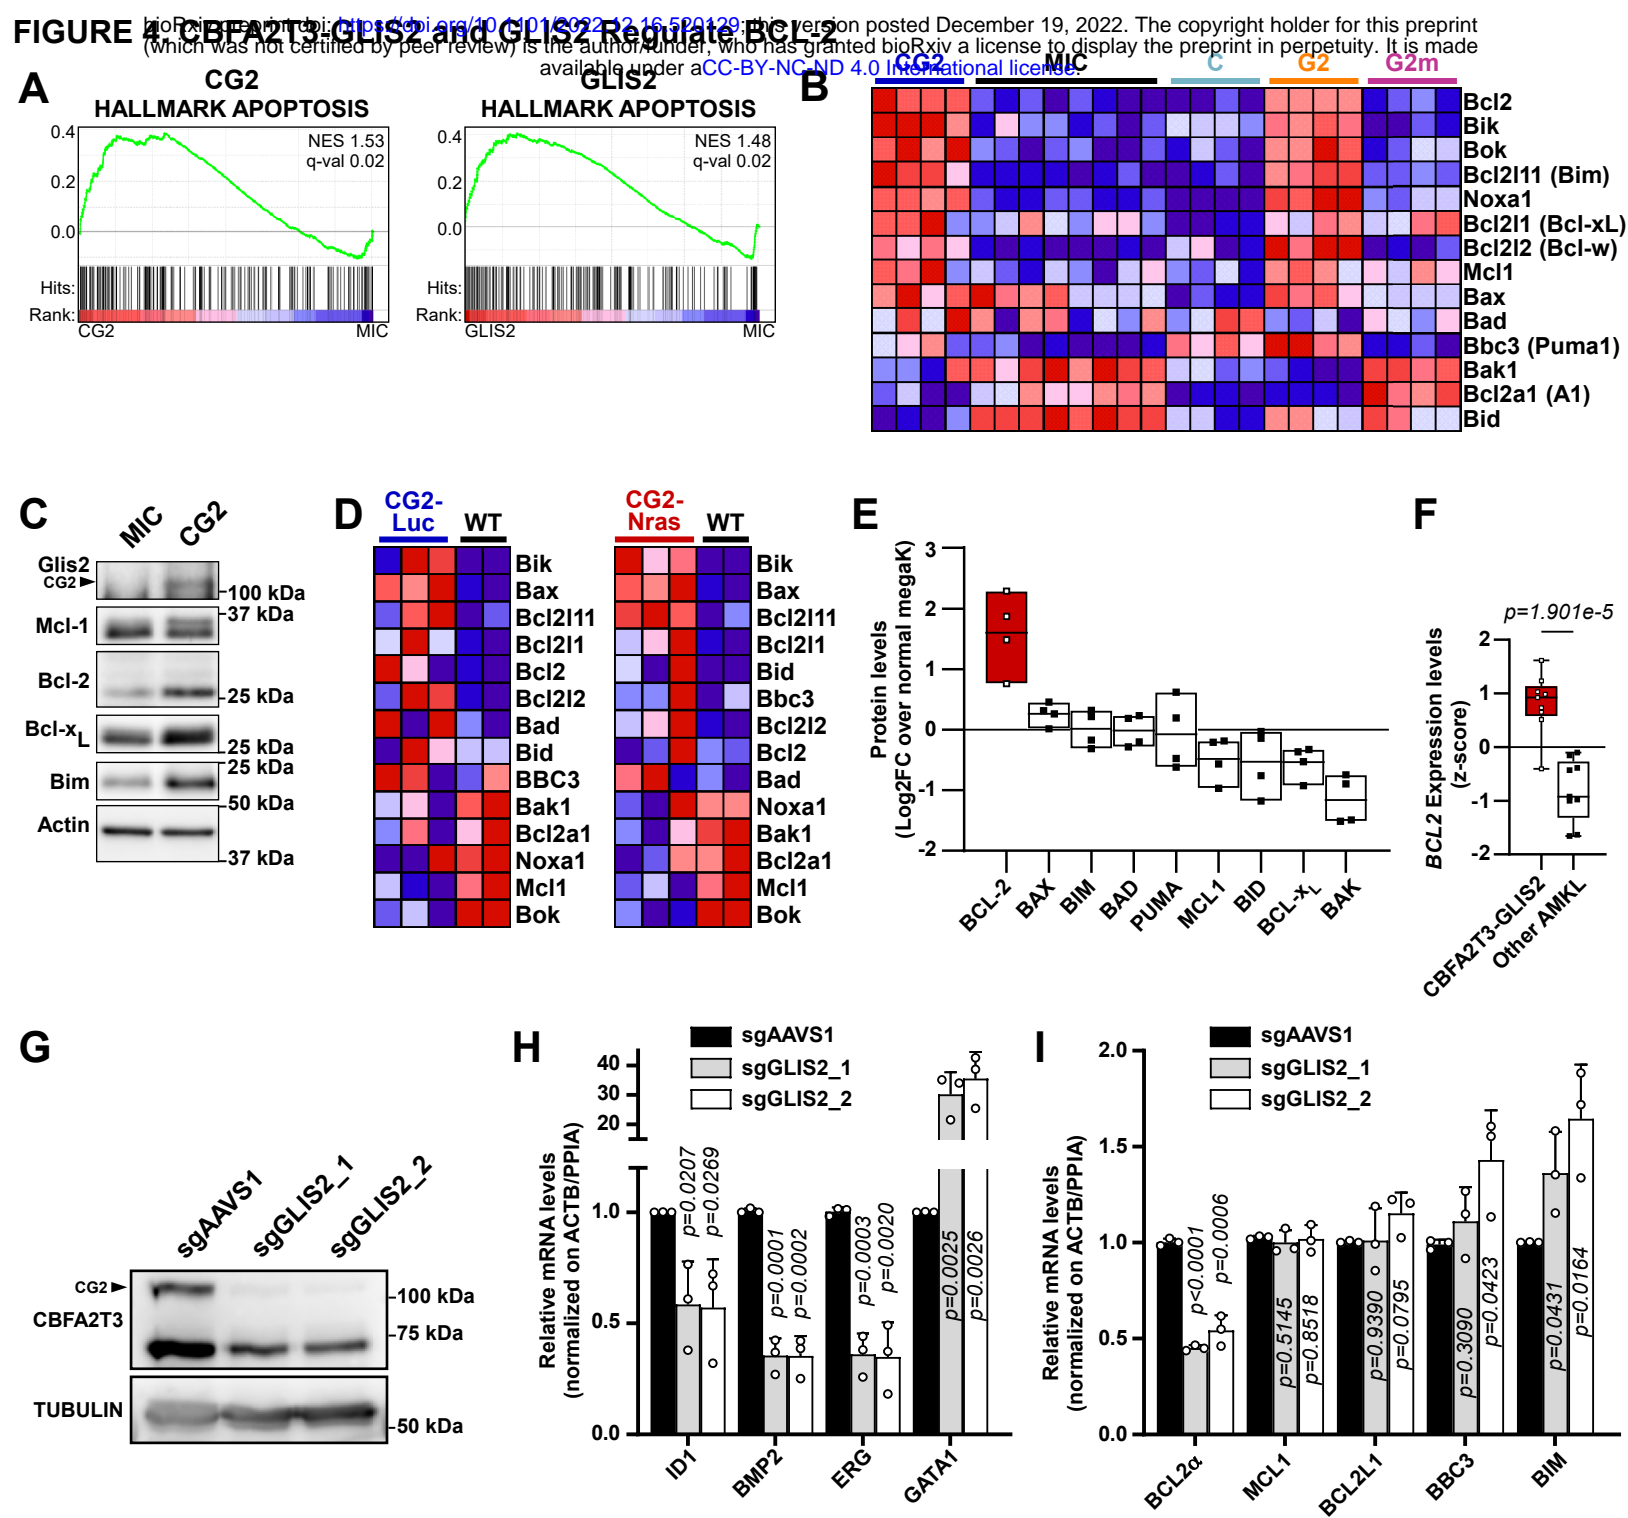 FIGURE 4. CBFA2T3-GLIS2 and GLIS2 Regulate BCL-2
bioRxiv preprint doi: https://doi.org/10.1101/2022.12.16.520129; this version posted December 19, 2022. The copyright holder for this preprint
(which was not certified by peer review) is the author/funder, who has granted bioRxiv a license to display the preprint in perpetuity. It is made
available under aCC-BY-NC-ND 4.0 International license.
A
CG2
HALLMARK APOPTOSIS
NES 1.53
q-val 0.02
0.4
0.2
0.0
Hits:
Rank:
CG2
MIC
GLIS2
HALLMARK APOPTOSIS
NES 1.48
q-val 0.02
0.4
0.2
0.0
Hits:
Rank:
GLIS2
MIC
B
CG2
MIC
C
G2
G2m
Bcl2
Bik
Bok
Bcl2l11 (Bim)
Noxa1
Bcl2l1 (Bcl-xL)
Bcl2l2 (Bcl-w)
Mcl1
Bax
Bad
Bbc3 (Puma1)
Bak1
Bcl2a1 (A1)
Bid
C
MIC
CG2
Glis2
CG2
100 kDa
37 kDa
Mcl-1
Bcl-2
25 kDa
Bcl-xL
25 kDa
25 kDa
Bim
50 kDa
Actin
37 kDa
D
CG2-
Luc
WT
Bik
Bax
Bcl2l11
Bcl2l1
Bcl2
Bcl2l2
Bad
Bid
BBC3
Bak1
Bcl2a1
Noxa1
Mcl1
Bok
CG2-
Nras
WT
Bik
Bax
Bcl2l11
Bcl2l1
Bid
Bbc3
Bcl2l2
Bcl2
Bad
Noxa1
Bak1
Bcl2a1
Mcl1
Bok
E
Protein levels
(Log2FC over normal megaK)
3
2
1
0
-1
-2
BCL-2
BAX
BIM
BAD
PUMA
MCL1
BID
BCL-xL
BAK
F
p=1.901e-5
BCL2 Expression levels
(z-score)
2
1
0
-1
-2
CBFA2T3-GLIS2
Other AMKL
G
sgAAVS1
sgGLIS2_1
sgGLIS2_2
CG2
CBFA2T3
100 kDa
75 kDa
TUBULIN
50 kDa
H
sgAAVS1
sgGLIS2_1
sgGLIS2_2
Relative mRNA levels
(normalized on ACTB/PPIA)
40
30
20
1.0
0.5
0.0
p=0.0207
p=0.0269
p=0.0001
p=0.0002
p=0.0003
p=0.0020
p=0.0025
p=0.0026
ID1
BMP2
ERG
GATA1
I
sgAAVS1
sgGLIS2_1
sgGLIS2_2
Relative mRNA levels
(normalized on ACTB/PPIA)
2.0
1.5
1.0
0.5
0.0
p<0.0001
p=0.0006
p=0.5145
p=0.8518
p=0.9390
p=0.0795
p=0.3090
p=0.0423
p=0.0431
p=0.0164
BCL2α
MCL1
BCL2L1
BBC3
BIM